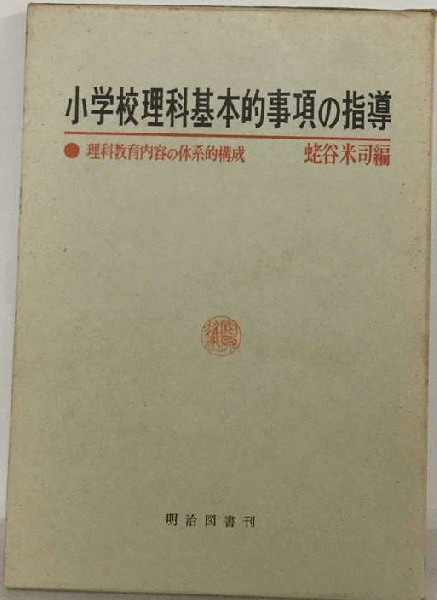 小学校理科基本的事項の指導
●理科教育内容の体系的構成 蛯谷米司編
明治図書刊